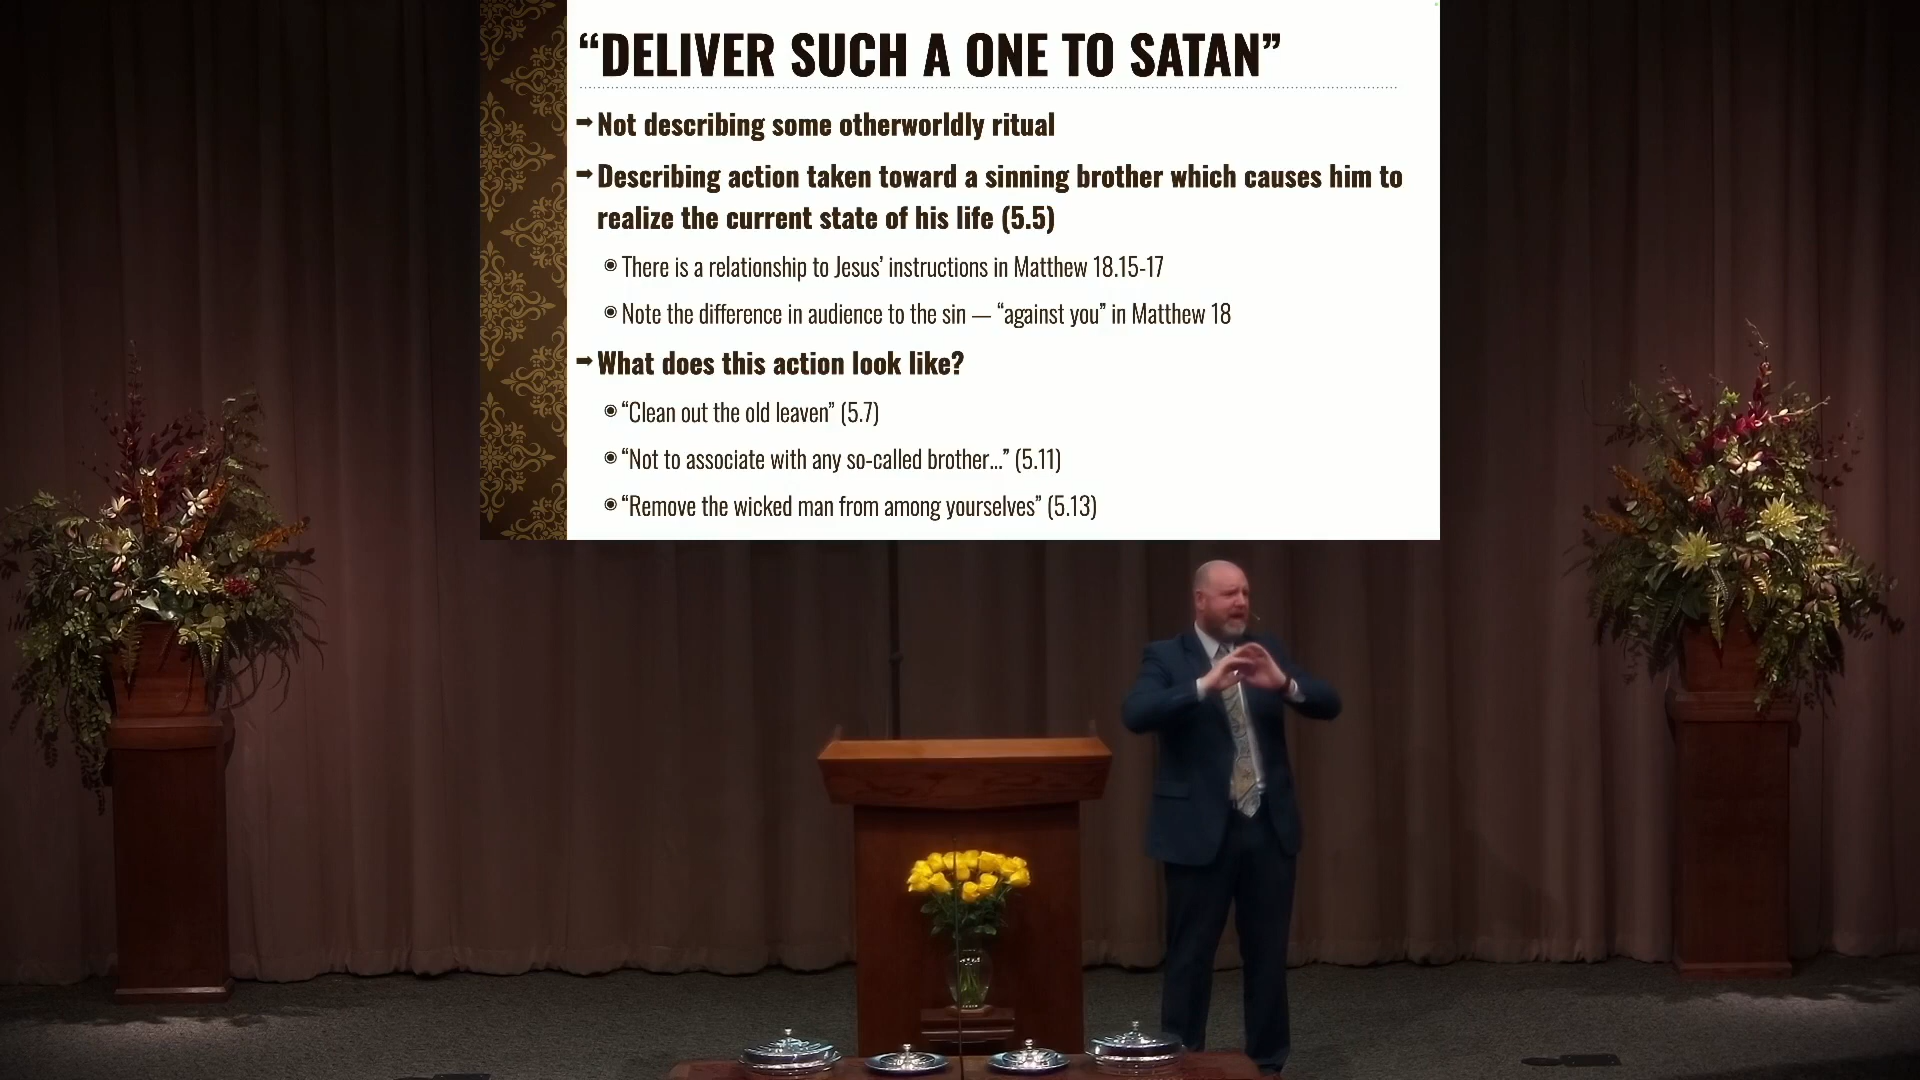 “DELIVER SUCH A ONE TO SATAN”
Not describing some otherworldly ritual
Describing action taken toward a sinning brother which causes him to
realize the current state of his life (5.5)
There is a relationship to Jesus’ instructions in Matthew 18.15-17
Note the difference in audience to the sin — “against you” in Matthew 18
What does this action look like?
“Clean out the old leaven” (5.7)
“Not to associate with any so-called brother...” (5.11)
“Remove the wicked man from among yourselves” (5.13)